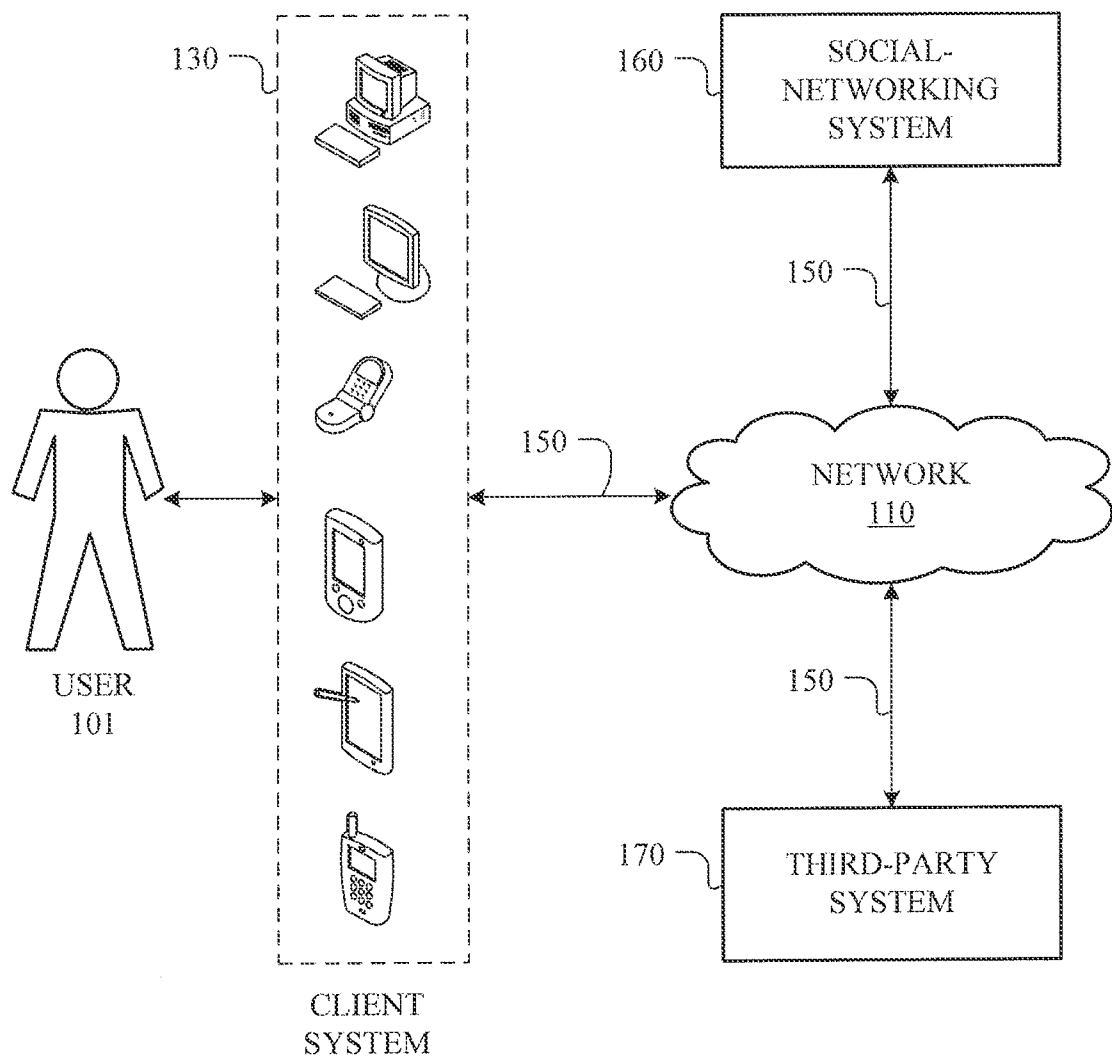 130
160
SOCIAL-
NETWORKING
SYSTEM
150
150
NETWORK
110
USER
101
150
170
THIRD-PARTY
SYSTEM
CLIENT
SYSTEM